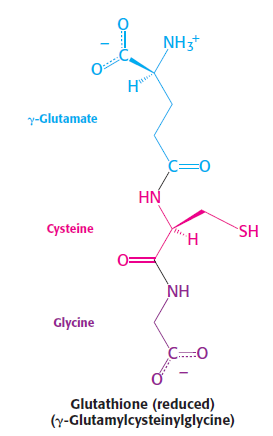 O
− C NH3+
O
H
γ-Glutamate
C=O
HN
Cysteine
H SH
O
NH
Glycine
C=O
O −
Glutathione (reduced)
(γ-Glutamylcysteinylglycine)